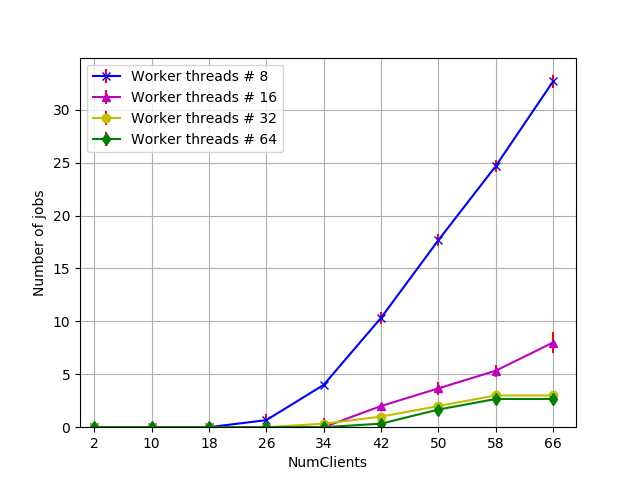 Worker threads # 8
Worker threads # 16
Worker threads # 32
Worker threads # 64
30
25
20
15
10
5
0
Number of jobs
2 10 18 26 34 42 50 58 66
NumClients